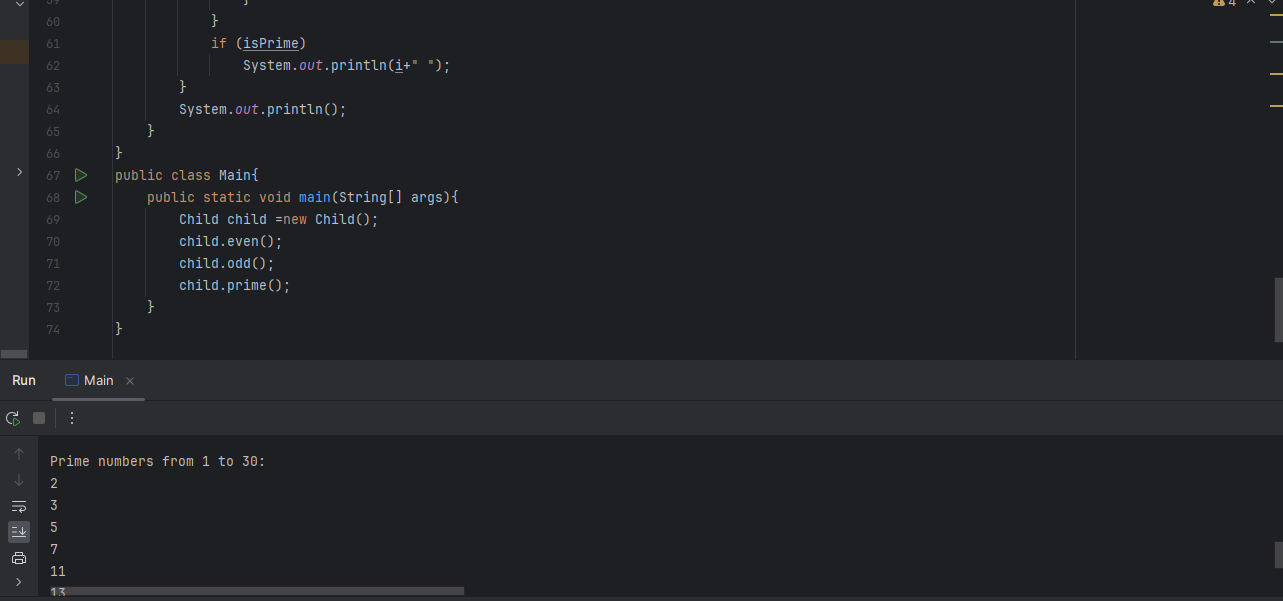 59 }
4
60 }
61 if (isPrime)
62 System.out.println(i+" ");
63 }
64 System.out.println();
65 }
66 }
67 public class Main{
68 public static void main(String[] args){
69 Child child =new Child();
70 child.even();
71 child.odd();
72 child.prime();
73 }
74 }
Run Main
Prime numbers from 1 to 30:
2
3
5
7
11
13